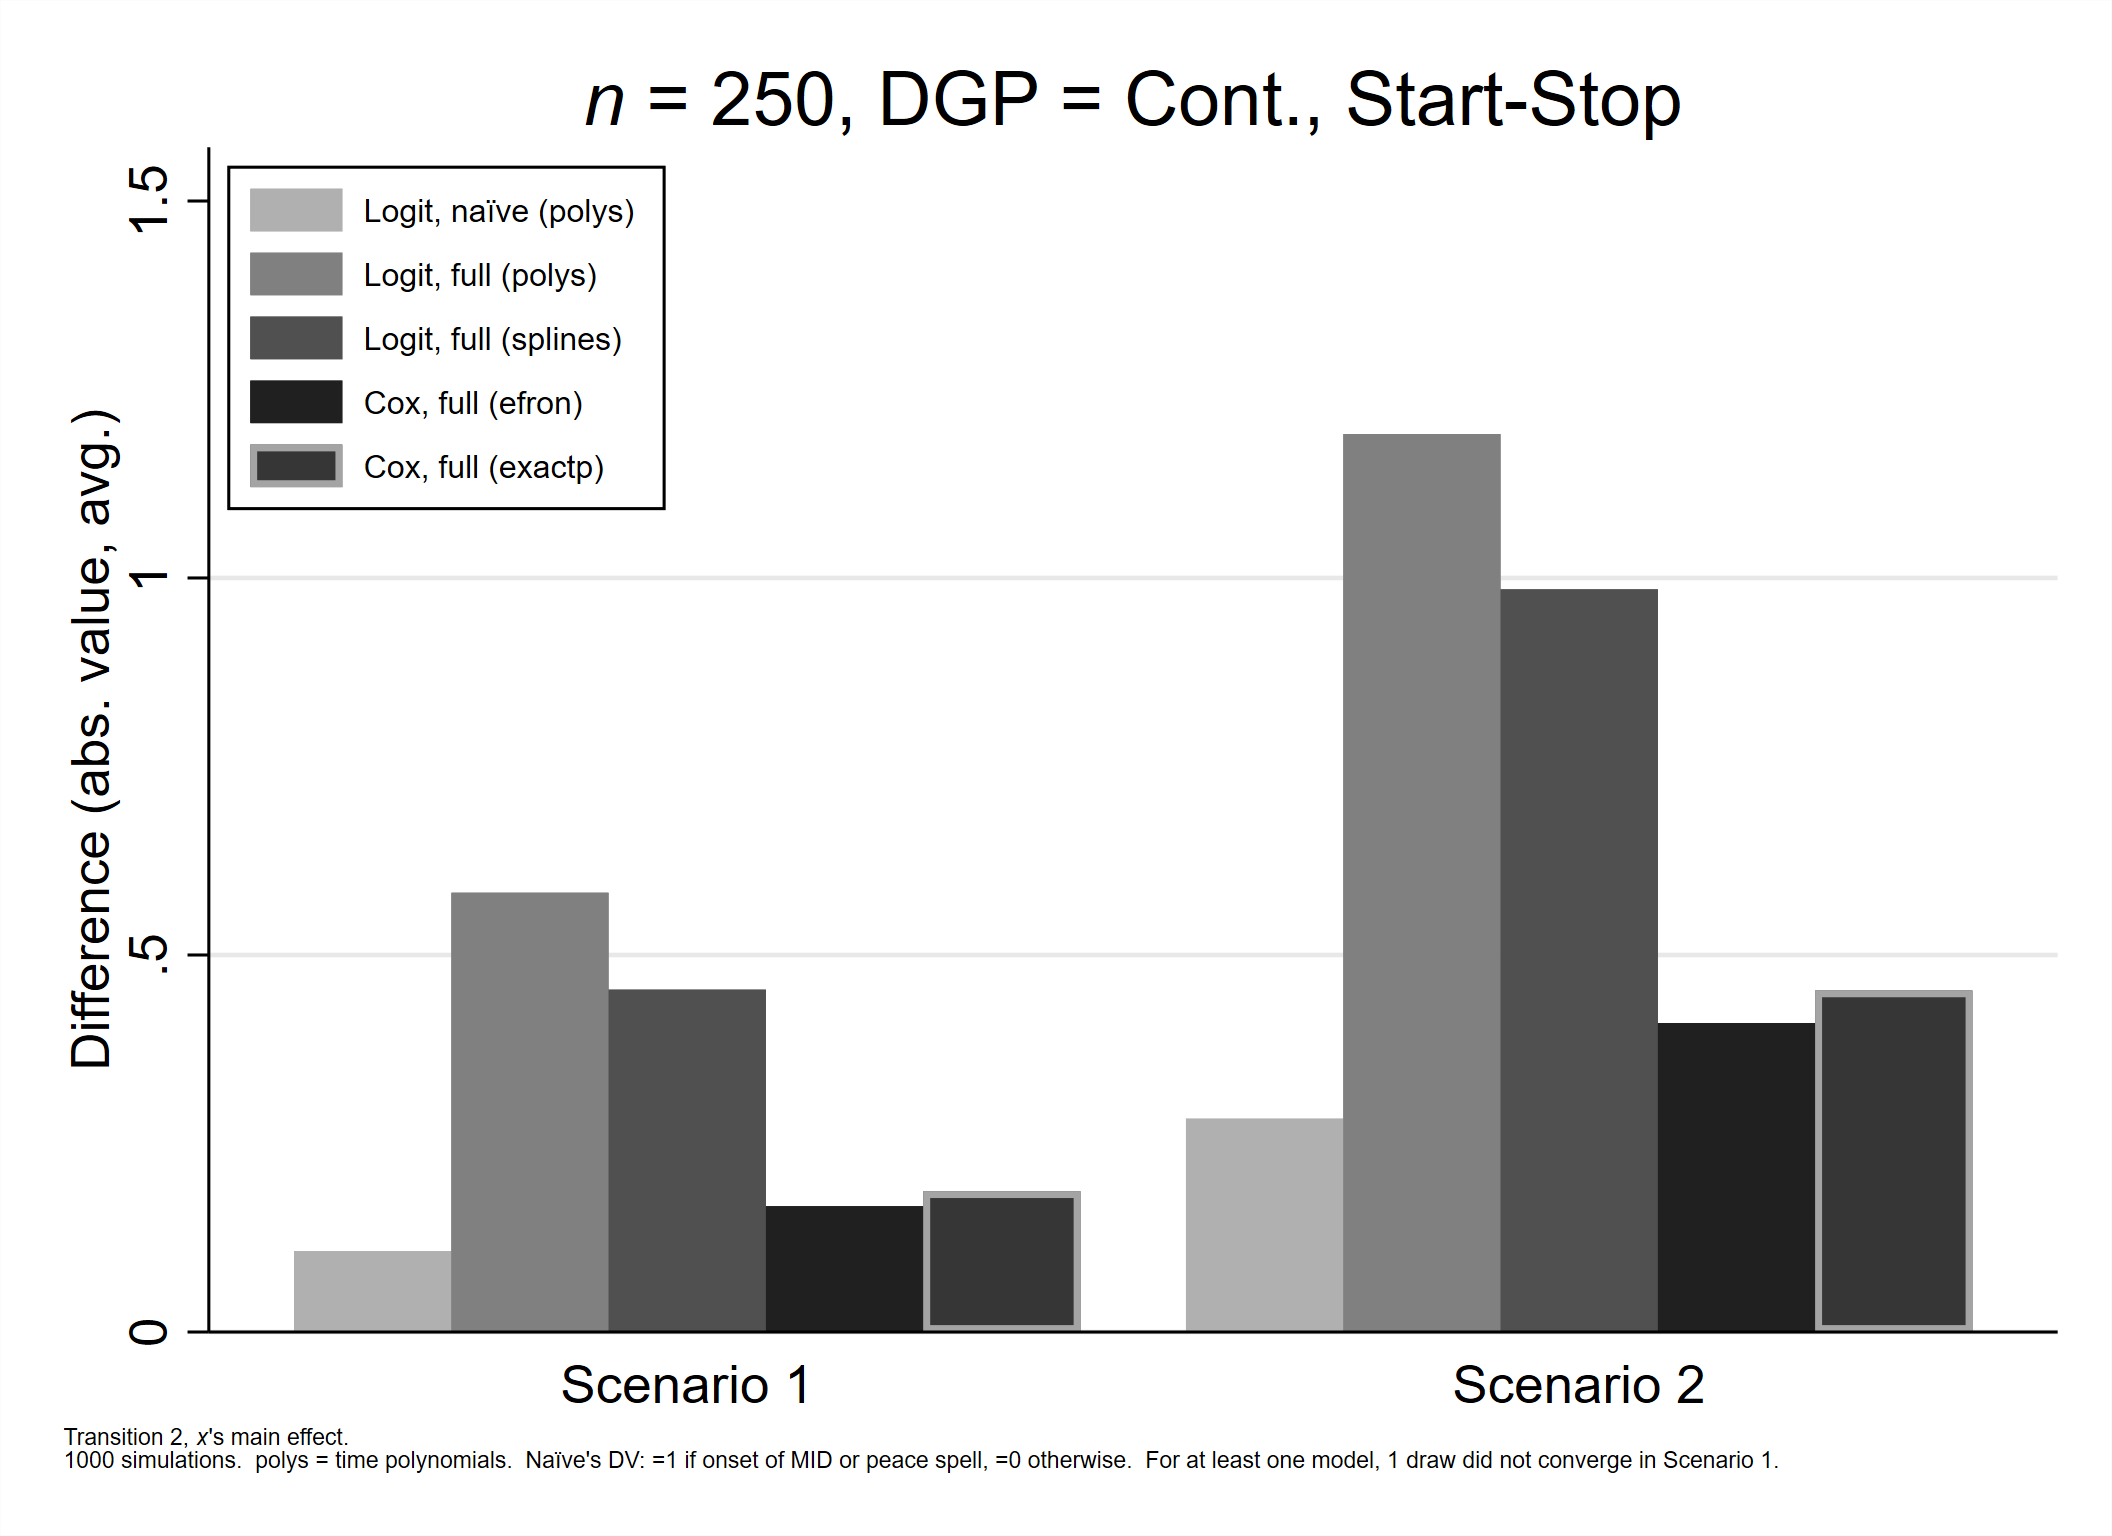 n = 250, DGP = Cont., Start-Stop
Difference (abs. value, avg.)
1.5
1
.5
0
Logit, naïve (polys)
Logit, full (polys)
Logit, full (splines)
Cox, full (efron)
Cox, full (exactp)
Scenario 1
Scenario 2
Transition 2, x's main effect.
1000 simulations.  polys = time polynomials.  Naïve's DV: =1 if onset of MID or peace spell, =0 otherwise.  For at least one model, 1 draw did not converge in Scenario 1.